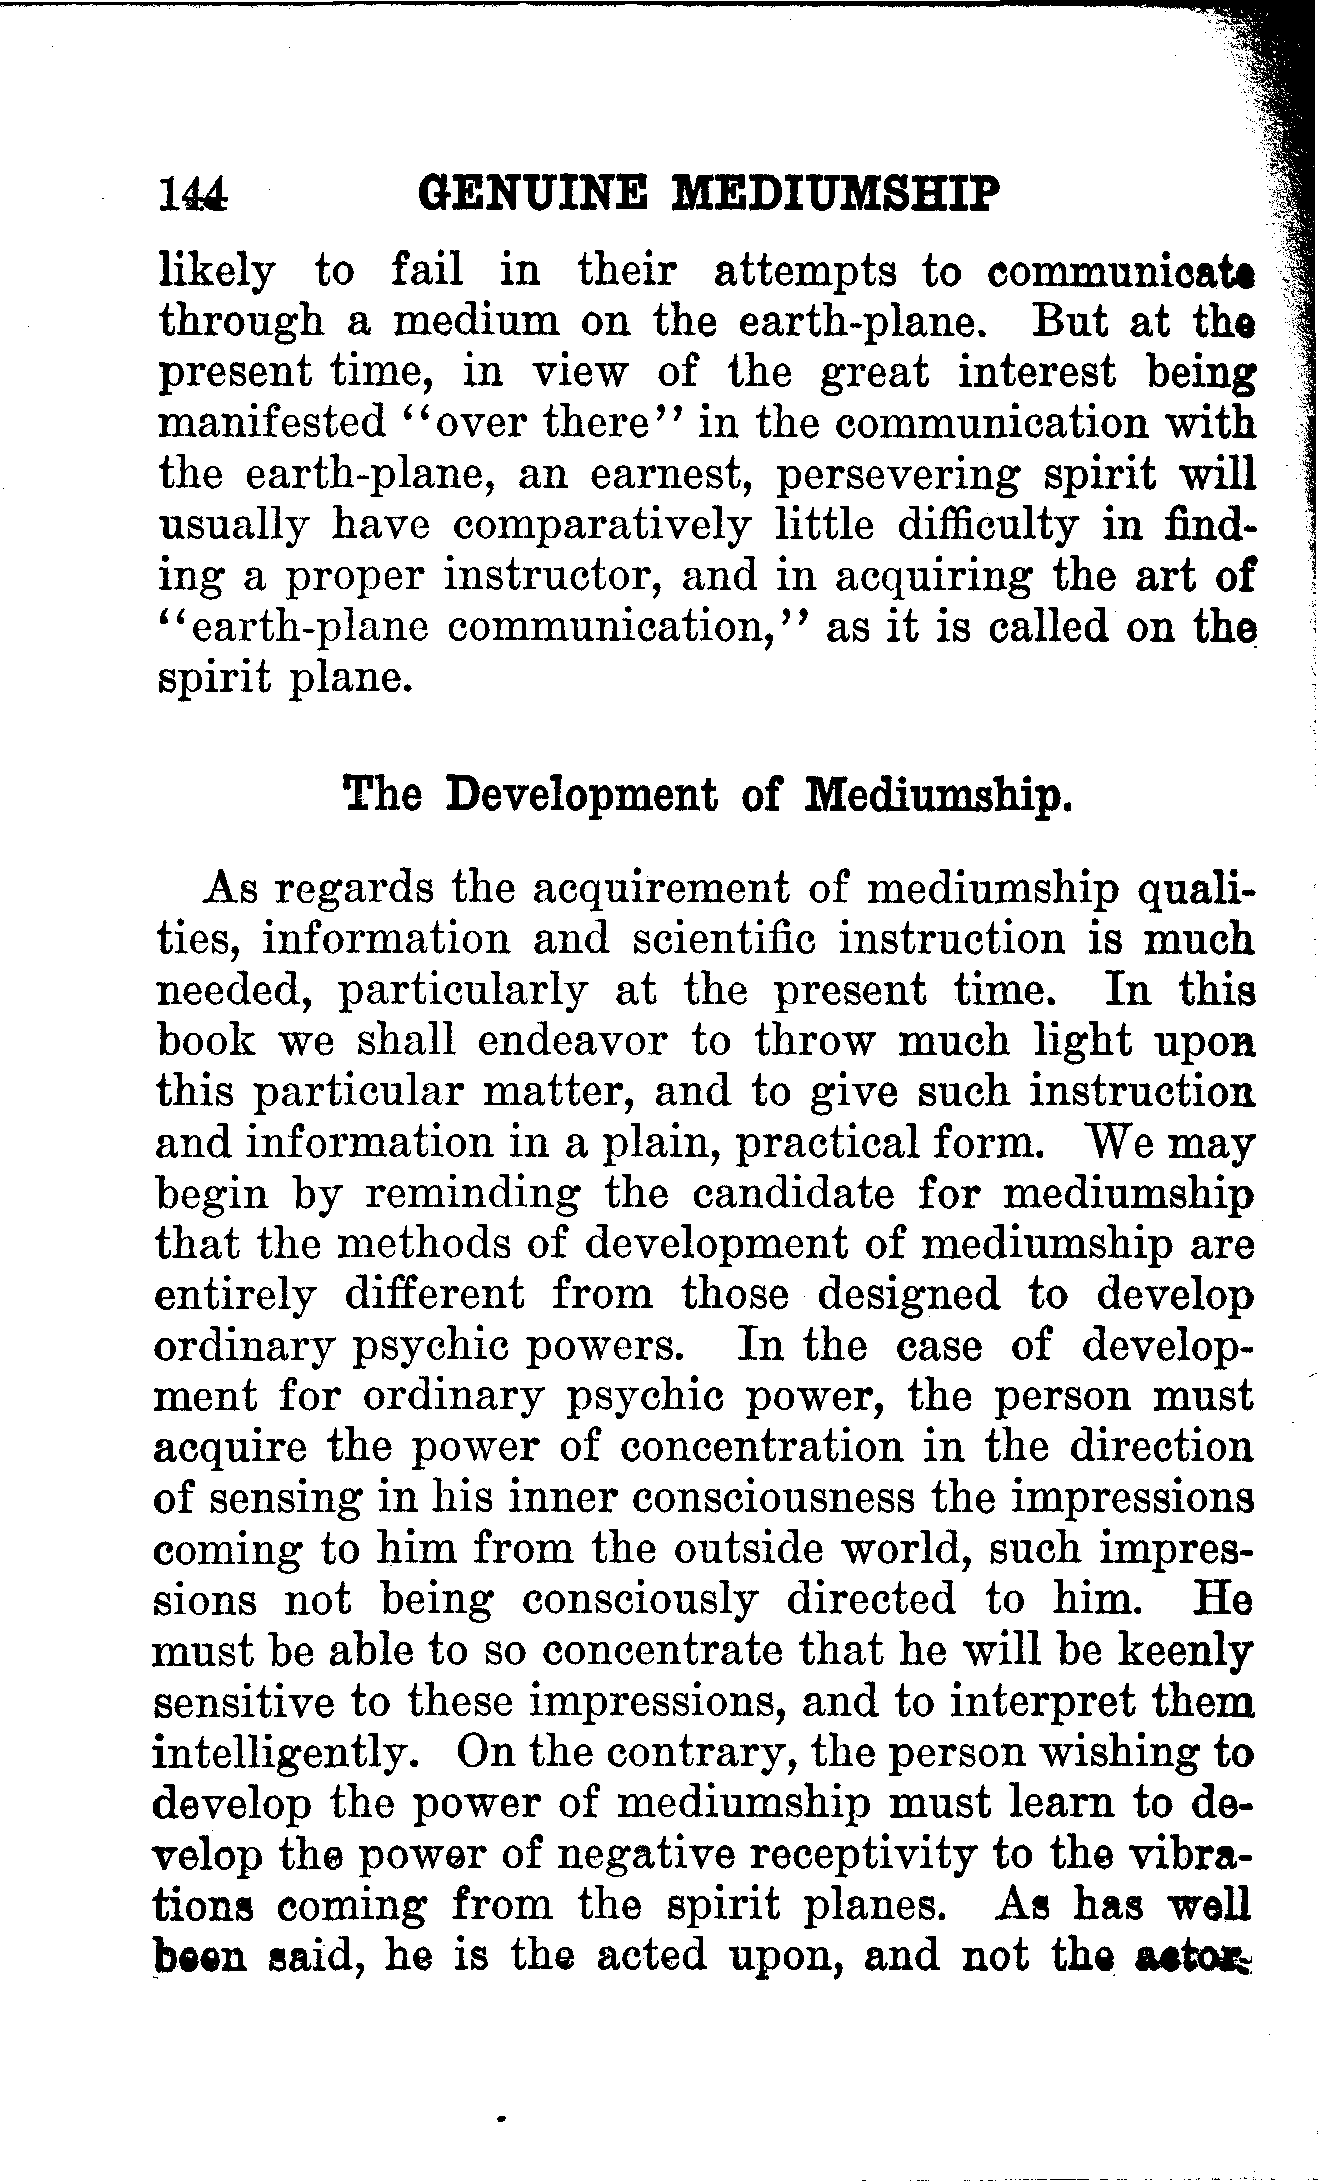 144 GENUINE MEDIUMSHIP
likely to fail in their attempts to communicate
through a medium on the earth-plane. But at the
present time, in view of the great interest being
manifested ‘‘over there’’ in the communication with
the earth-plane, an earnest, persevering spirit will
usually have comparatively little difficulty in find-
ing a proper instructor, and in acquiring the art of
‘‘earth-plane communication,’’ as it is called on the
spirit plane.
The Development of Mediumship.
As regards the acquirement of mediumship quali-
ties, information and scientific instruction is much
needed, particularly at the present time. In this
book we shall endeavor to throw much light upon
this particular matter, and to give such instruction
and information in a plain, practical form. We may
begin by reminding the candidate for mediumship
that the methods of development of mediumship are
entirely different from those designed to develop
ordinary psychic powers. In the case of develop-
ment for ordinary psychic power, the person must
acquire the power of concentration in the direction
of sensing in his inner consciousness the impressions
coming to him from the outside world, such impres-
sions not being consciously directed to him. He
must be able to so concentrate that he will be keenly
sensitive to these impressions, and to interpret them
intelligently. On the contrary, the person wishing to
develop the power of mediumship must learn to de-
velop the power of negative receptivity to the vibra-
tions coming from the spirit planes. As has well
been said, he is the acted upon, and not the actor.